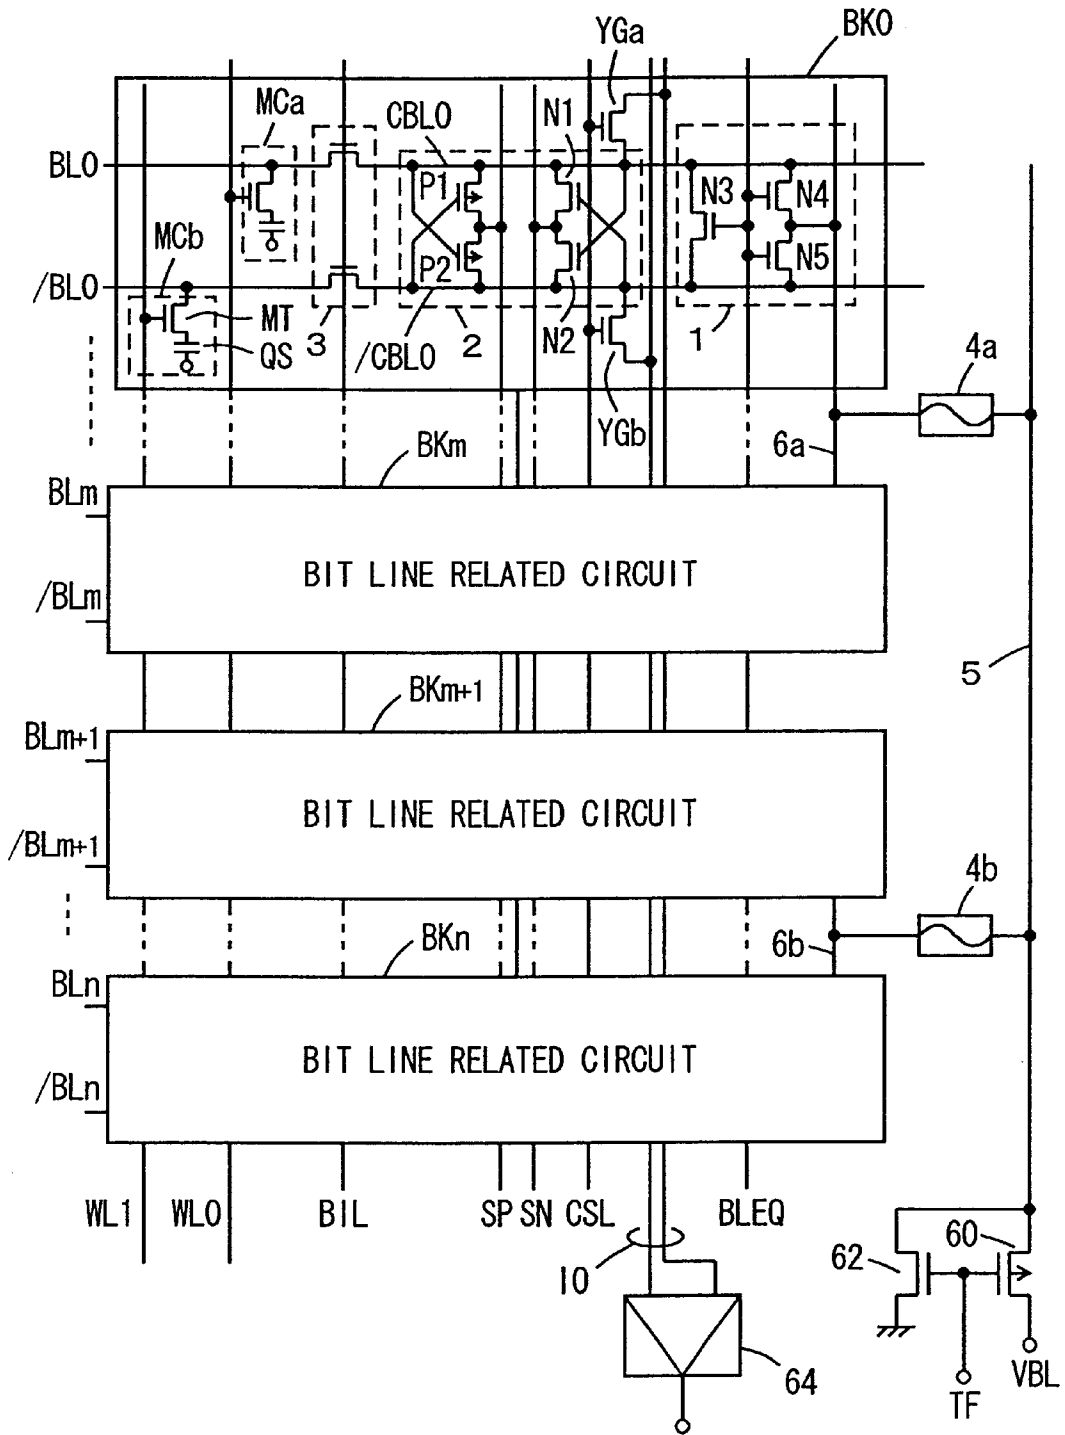 YGa
BK0
MCa
CBL0
N1
BL0
P1
N3
N4
MCb
/BL0
P2
N5
MT
3
2
N2
1
QS
/CBL0
4a
YGb
6a
BKm
BLm
BIT LINE RELATED CIRCUIT
/BLm
5
BKm+1
BLm+1
BIT LINE RELATED CIRCUIT
/BLm+1
4b
BKn
6b
BLn
BIT LINE RELATED CIRCUIT
/BLn
WL1
WL0
BIL
SP
SN
CSL
BLEQ
60
62
IO
64
VBL
TF